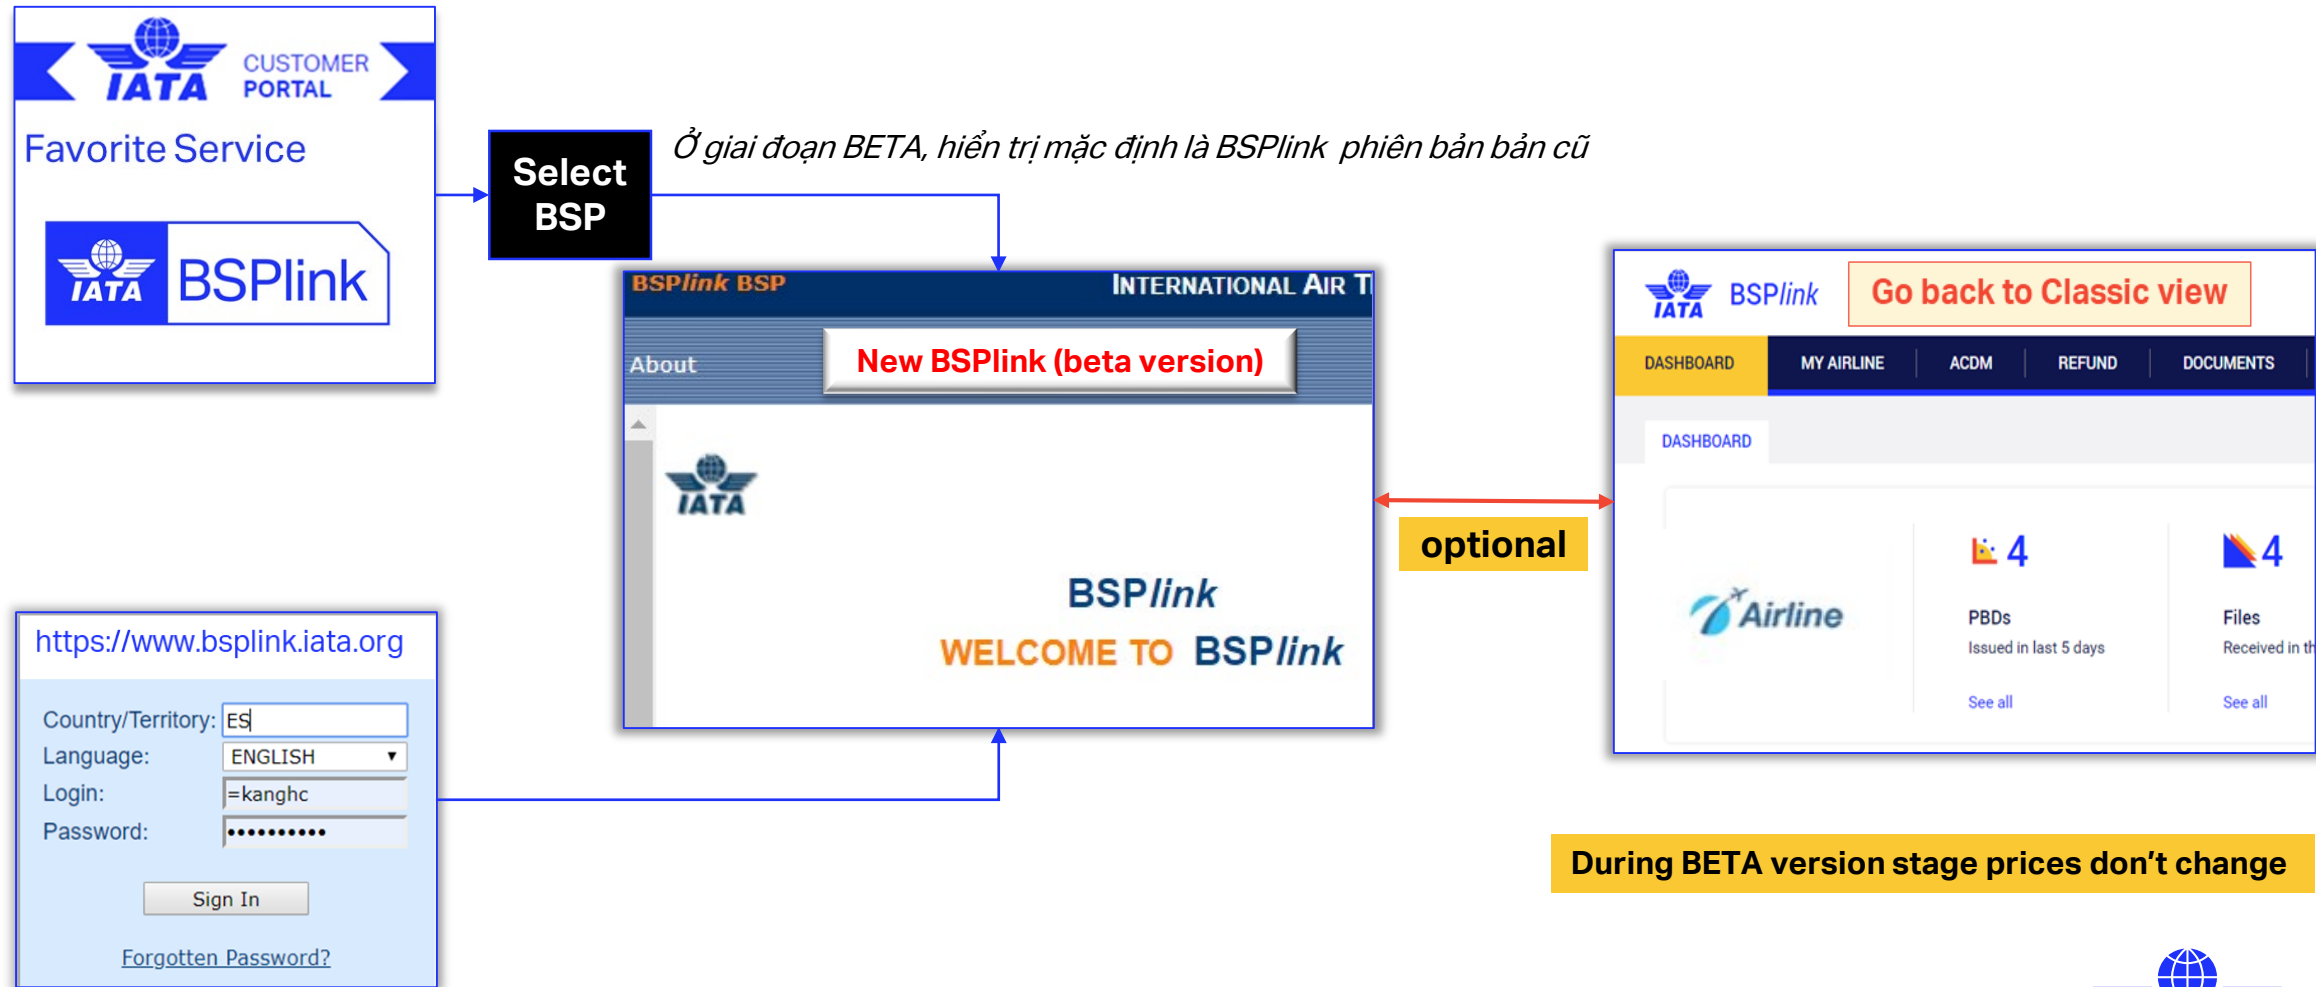 IATA
CUSTOMER
PORTAL
Favorite Service
IATA
BSPlink
Select
BSP
Ở giai đoạn BETA, hiển trị mặc định là BSPlink phiên bản bản cũ
BSPlink BSP
INTERNATIONAL AIR T
About
New BSPlink (beta version)
IATA
BSPlink
WELCOME TO BSPlink
optional
IATA
BSPlink
Go back to Classic view
DASHBOARD
MY AIRLINE
ACDM
REFUND
DOCUMENTS
DASHBOARD
Airline
4
PBDs
Issued in last 5 days
See all
4
Files
Received in th
See all
https://www.bsplink.iata.org
Country/Territory: ES
Language: ENGLISH
Login: =kanghc
Password: ••••••••••
Sign In
Forgotten Password?
During BETA version stage prices don’t change